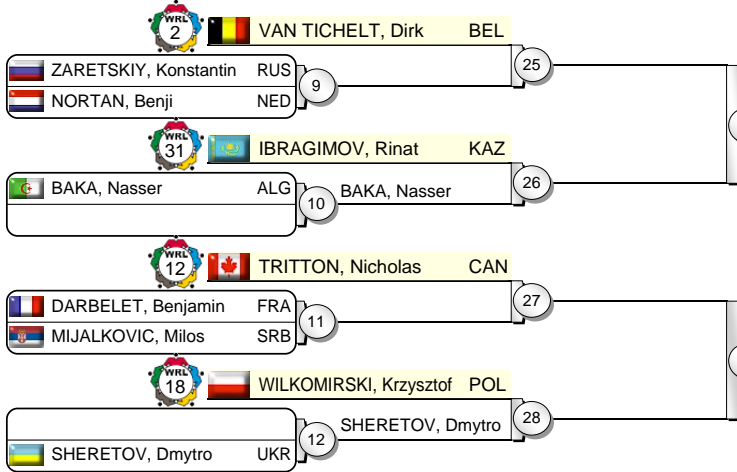 WRL
2
VAN TICHELT, Dirk BEL
25
ZARETSKIY, Konstantin RUS
9
NORTAN, Benji NED
WRL
31
IBRAGIMOV, Rinat KAZ
26
BAKA, Nasser ALG
10
BAKA, Nasser
WRL
12
TRITTON, Nicholas CAN
27
DARBELET, Benjamin FRA
11
MIJALKOVIC, Milos SRB
WRL
18
WILKOMIRSKI, Krzysztof POL
28
SHERETOV, Dmytro
12
SHERETOV, Dmytro UKR